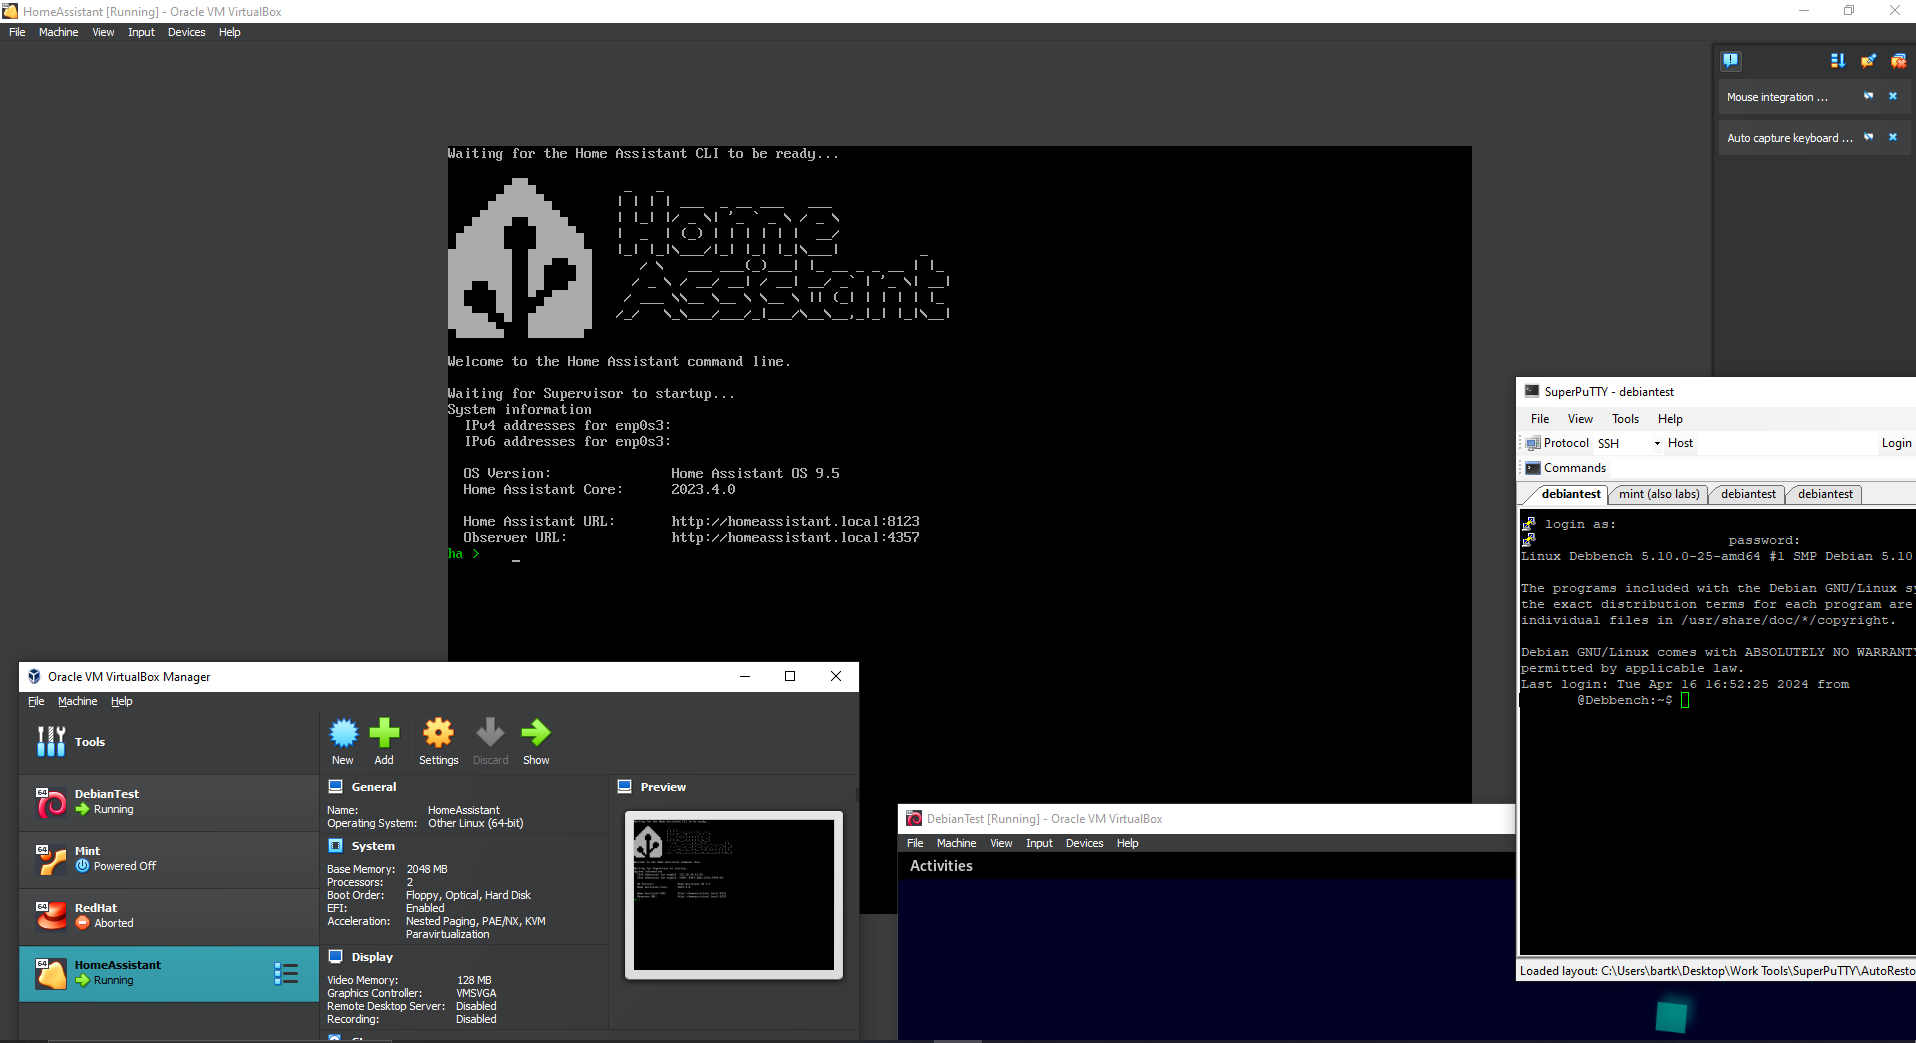 HomeAssistant [Running] - Oracle VM VirtualBox
File Machine View Input Devices Help
Mouse integration ...
Auto capture keyboard ...
Waiting for the Home Assistant CLI to be ready...
Home
Assistant
Welcome to the Home Assistant command line.
Waiting for Supervisor to startup...
System information
IPv4 addresses for enp0s3:
IPv6 addresses for enp0s3:
OS Version: Home Assistant OS 9.5
Home Assistant Core: 2023.4.0
Home Assistant URL: http://homeassistant.local:8123
Observer URL: http://homeassistant.local:4357
ha > _
SuperPuTTY - debiantest
File View Tools Help
Protocol SSH Host Login
Commands
debiantest mint (also labs) debiantest debiantest
login as:
password:
Linux Debbench 5.10.0-25-amd64 #1 SMP Debian 5.10
The programs included with the Debian GNU/Linux sy
the exact distribution terms for each program are
individual files in /usr/share/doc/*/copyright.
Debian GNU/Linux comes with ABSOLUTELY NO WARRANTY
permitted by applicable law.
Last login: Tue Apr 16 16:52:25 2024 from
@Debbench:~$
Loaded layout: C:\Users\bartk\Desktop\Work Tools\SuperPuTTY\AutoResto
Oracle VM VirtualBox Manager
File Machine Help
Tools
New Add Settings Discard Show
64 DebianTest
Running
64 Mint
Powered Off
64 RedHat
Aborted
64 HomeAssistant
Running
General
Name: HomeAssistant
Operating System: Other Linux (64-bit)
System
Base Memory: 2048 MB
Processors: 2
Boot Order: Floppy, Optical, Hard Disk
EFI: Enabled
Acceleration: Nested Paging, PAE/NX, KVM
Paravirtualization
Display
Video Memory: 128 MB
Graphics Controller: VMSVGA
Remote Desktop Server: Disabled
Recording: Disabled
Preview
DebianTest [Running] - Oracle VM VirtualBox
File Machine View Input Devices Help
Activities